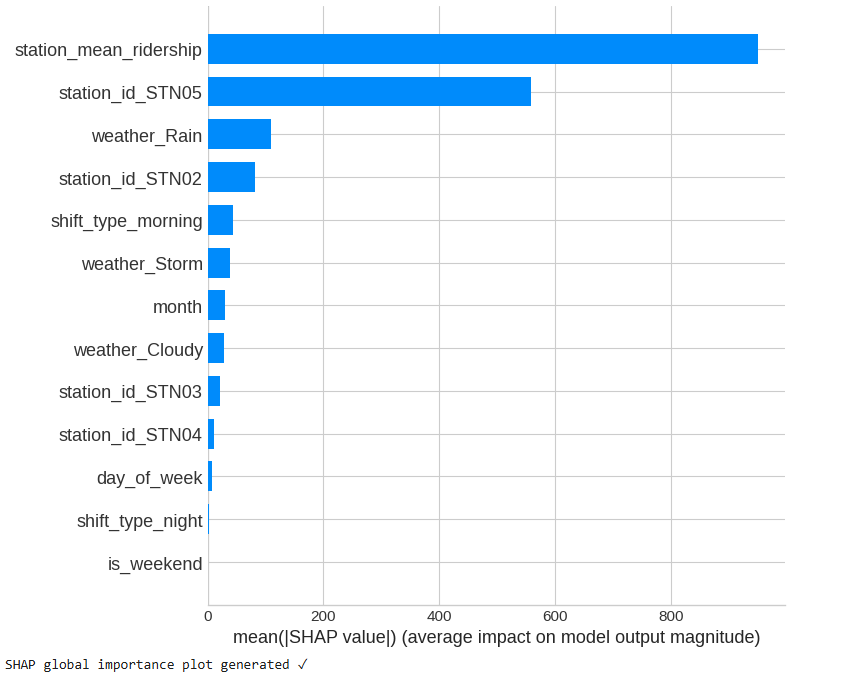 station_mean_ridership
station_id_STN05
weather_Rain
station_id_STN02
shift_type_morning
weather_Storm
month
weather_Cloudy
station_id_STN03
station_id_STN04
day_of_week
shift_type_night
is_weekend
0 200 400 600 800
mean(|SHAP value|) (average impact on model output magnitude)
SHAP global importance plot generated ✓